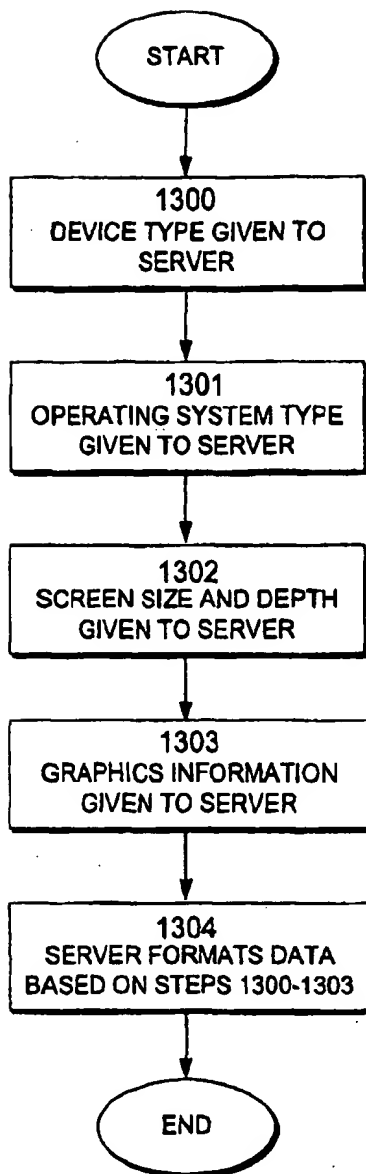 START
1300
DEVICE TYPE GIVEN TO
SERVER
1301
OPERATING SYSTEM TYPE
GIVEN TO SERVER
1302
SCREEN SIZE AND DEPTH
GIVEN TO SERVER
1303
GRAPHICS INFORMATION
GIVEN TO SERVER
1304
SERVER FORMATS DATA
BASED ON STEPS 1300-1303
END